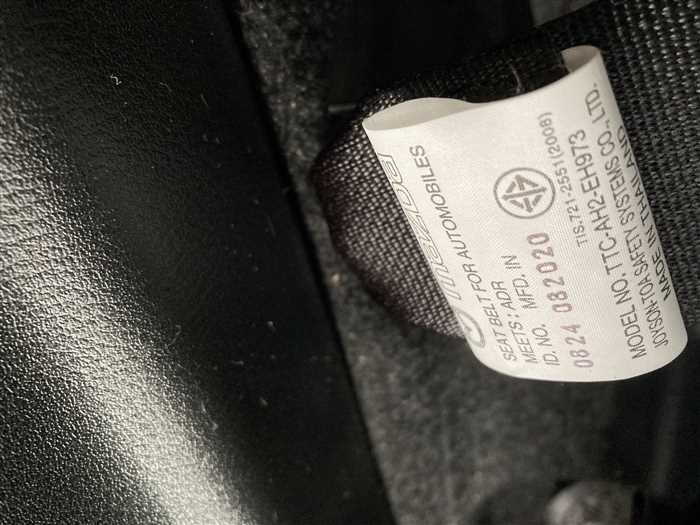 mazda
SEAT BELT FOR AUTOMOBILES
MEETS : ADR
ID. NO. MFD. IN
0824 082020
TIS.721-2551(2008)
MODEL NO. TTC-AH2-EH973
JOYSON-TOA SAFETY SYSTEMS CO., LTD.
MADE IN THAILAND.